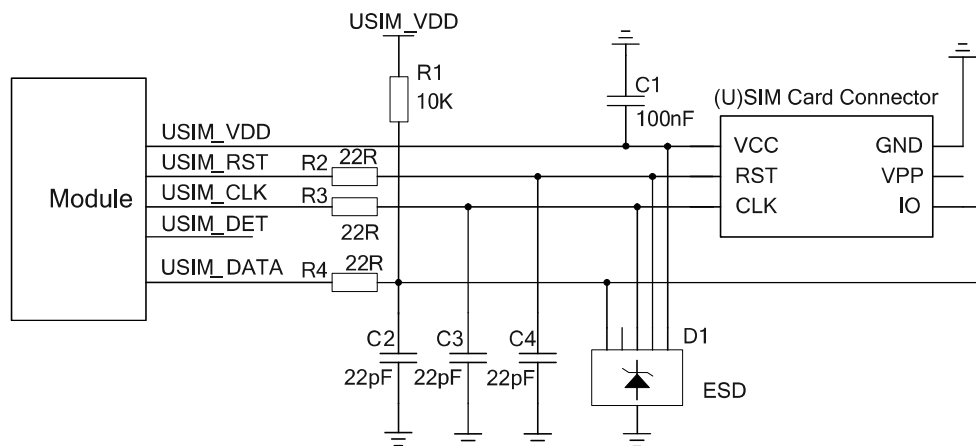 USIM_VDD
R1
10K
C1
100nF
(U)SIM Card Connector
Module
USIM_VDD
USIM_RST
R2
22R
USIM_CLK
R3
22R
USIM_DET
USIM_DATA
R4
22R
VCC
GND
RST
VPP
CLK
IO
C2
22pF
C3
22pF
C4
22pF
D1
ESD